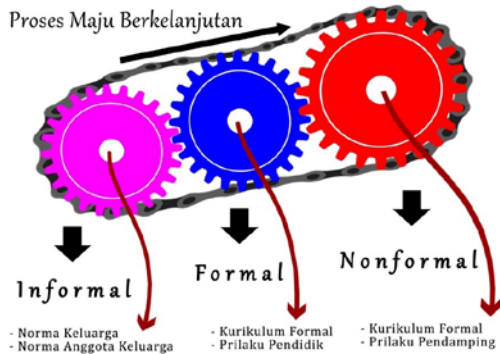 Proses Maju Berkelanjutan
Informal
- Norma Keluarga
- Norma Anggota Keluarga
Formal
- Kurikulum Formal
- Prilaku Pendidik
Nonformal
- Kurikulum Formal
- Prilaku Pendamping